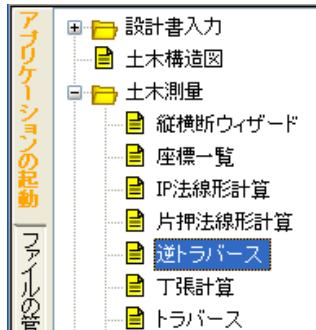 アプリケーションの起動
ファイルの管
設計書入力
土木構造図
土木測量
縦横断ウィザード
座標一覧
IP法線形計算
片押法線形計算
逆トラバース
丁張計算
トラバース